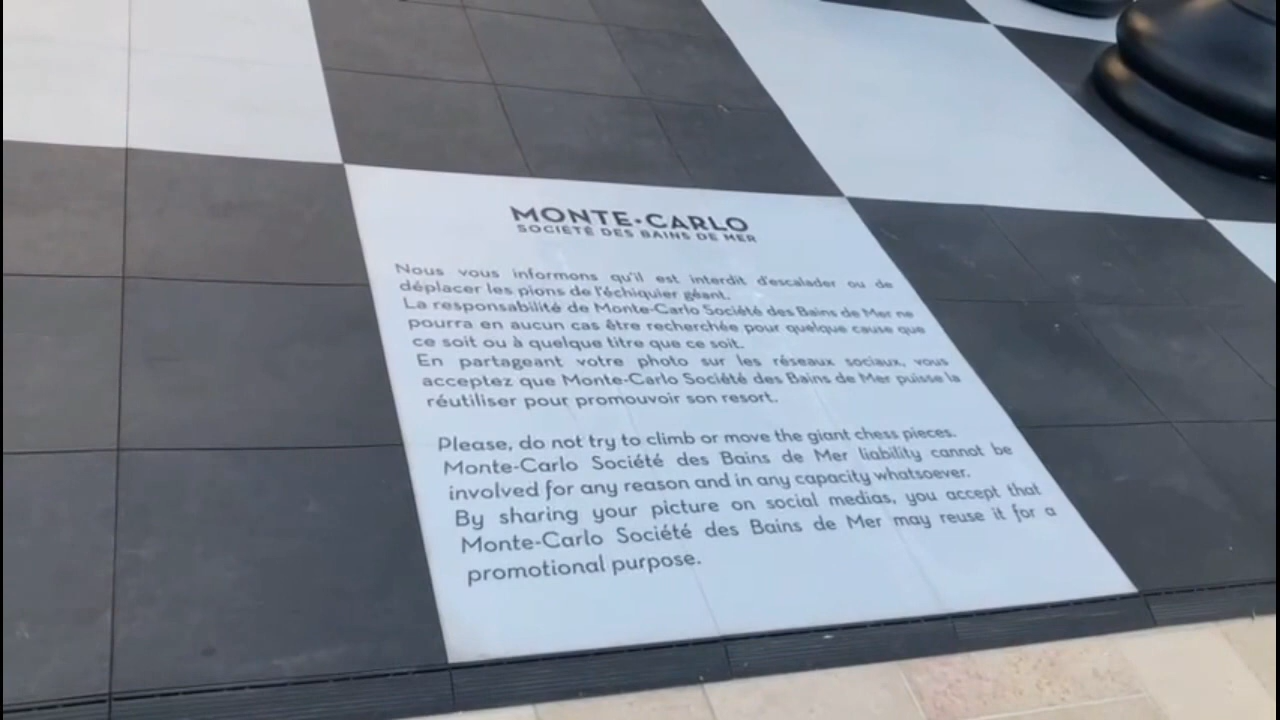 MONTE-CARLO
SOCIÉTÉ DES BAINS DE MER
Nous vous informons qu'il est interdit d'escalader ou de
déplacer les pions de l'échiquier géant.
La responsabilité de Monte-Carlo Société des Bains de Mer ne
pourra en aucun cas être recherchée pour quelque cause que
ce soit ou à quelque titre que ce soit.
En partageant votre photo sur les réseaux sociaux, vous
acceptez que Monte-Carlo Société des Bains de Mer puisse la
réutiliser pour promouvoir son resort.
Please, do not try to climb or move the giant chess pieces.
Monte-Carlo Société des Bains de Mer liability cannot be
involved for any reason and in any capacity whatsoever.
By sharing your picture on social medias, you accept that
Monte-Carlo Société des Bains de Mer may reuse it for a
promotional purpose.